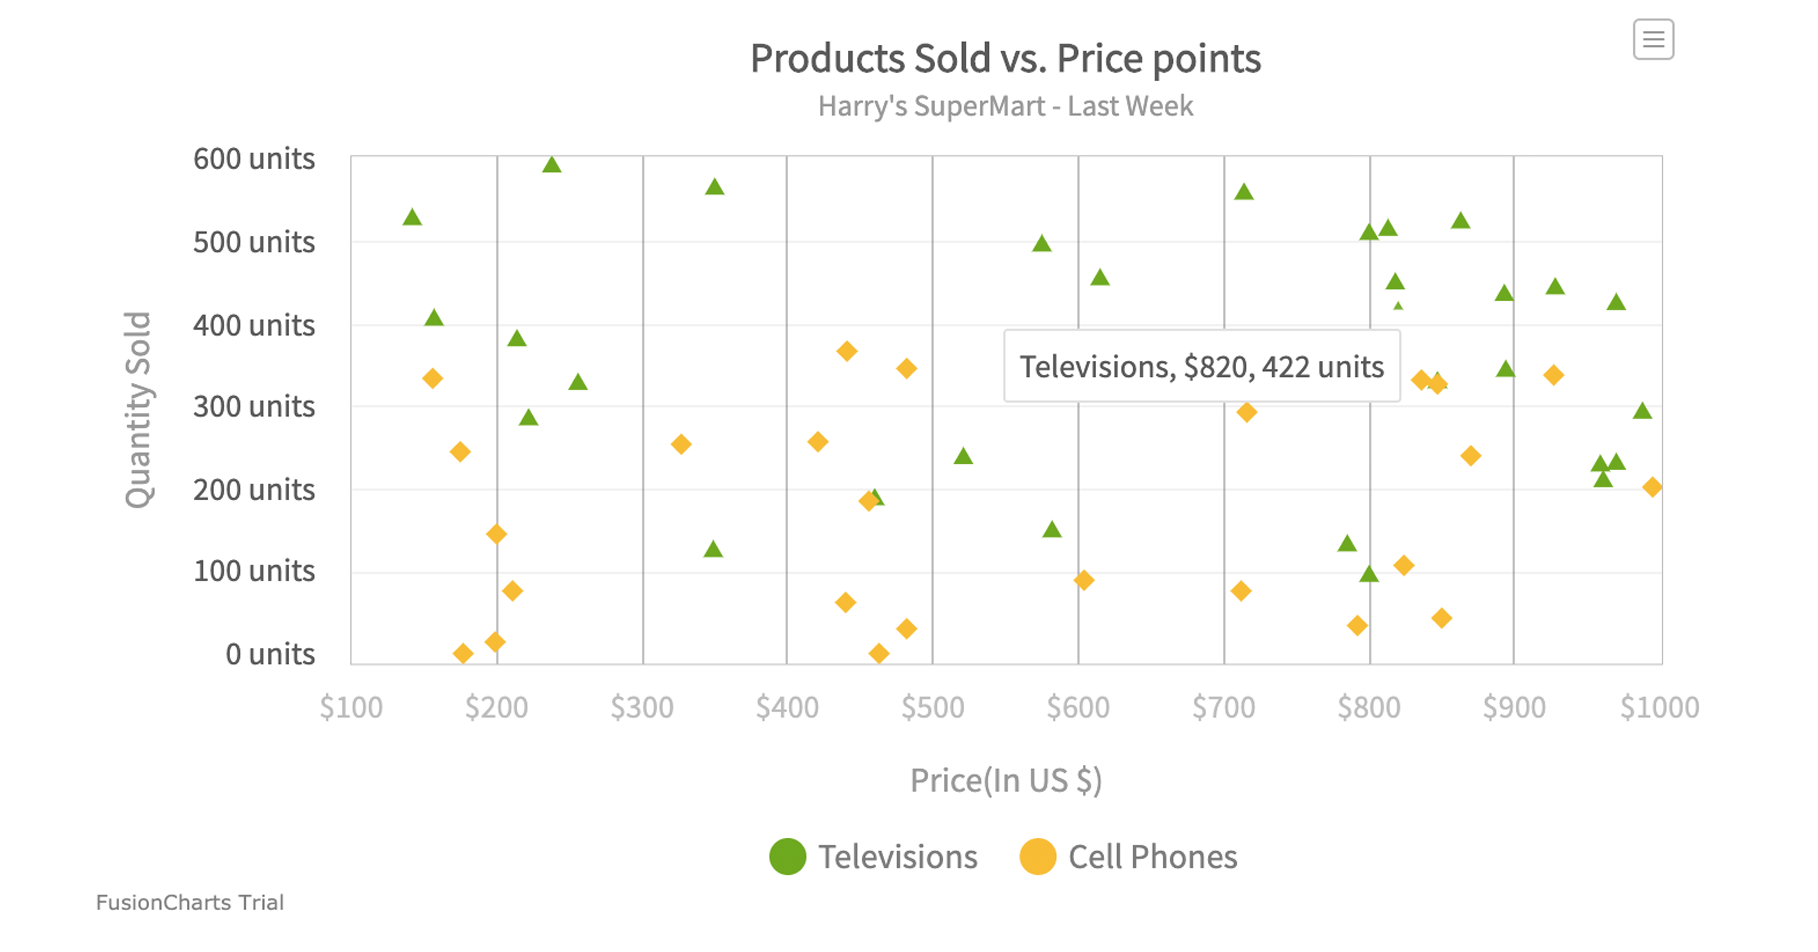 Products Sold vs. Price points
Harry's SuperMart - Last Week
Quantity Sold
600 units
500 units
400 units
300 units
200 units
100 units
0 units
Televisions, $820, 422 units
$100 $200 $300 $400 $500 $600 $700 $800 $900 $1000
Price(In US $)
Televisions Cell Phones
FusionCharts Trial